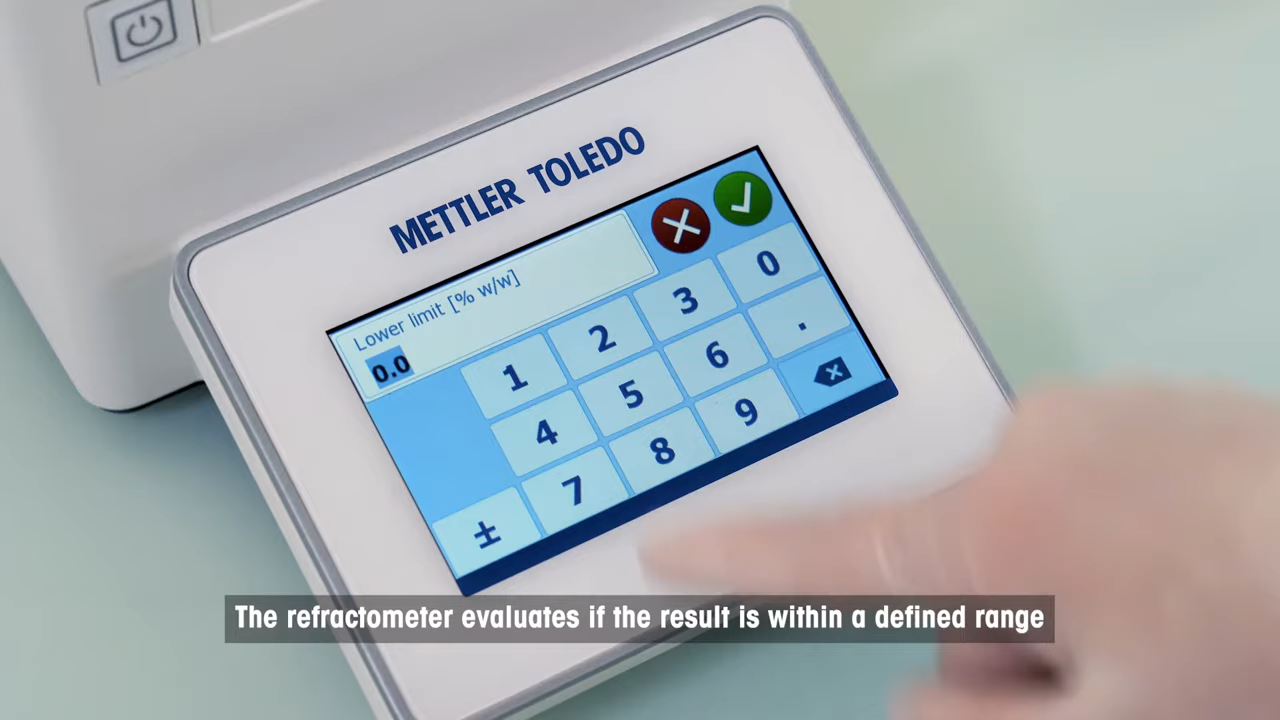 METTLER TOLEDO
Lower limit [% w/w]
0.0
1 2 3 0
4 5 6 .
± 7 8 9
The refractometer evaluates if the result is within a defined range